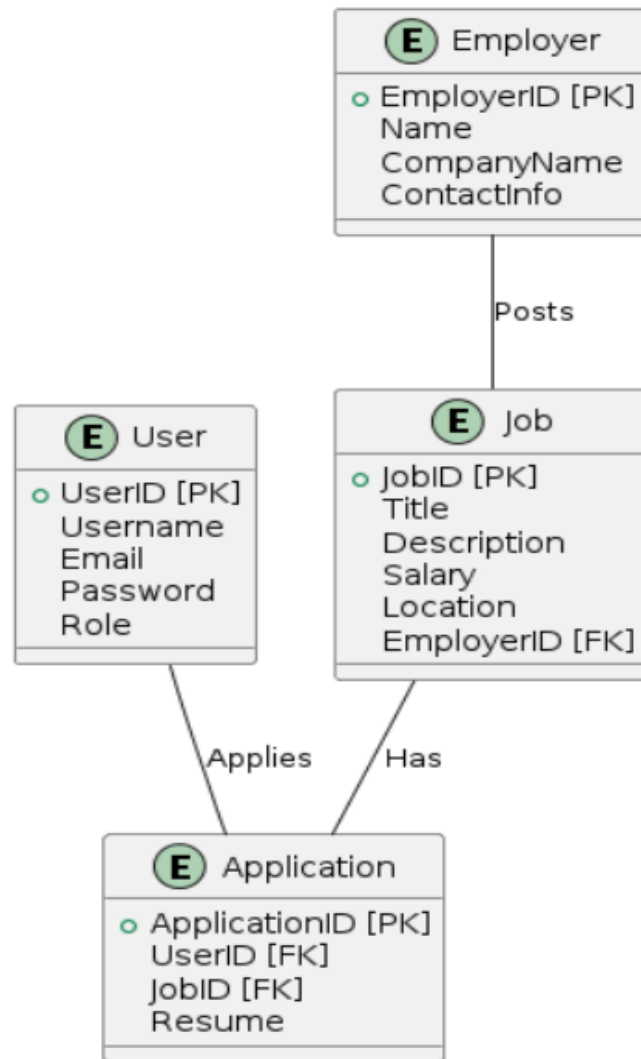 E Employer
EmployerID [PK]
Name
CompanyName
ContactInfo
Posts
E User
UserID [PK]
Username
Email
Password
Role
E Job
JobID [PK]
Title
Description
Salary
Location
EmployerID [FK]
Applies
Has
E Application
ApplicationID [PK]
UserID [FK]
JobID [FK]
Resume